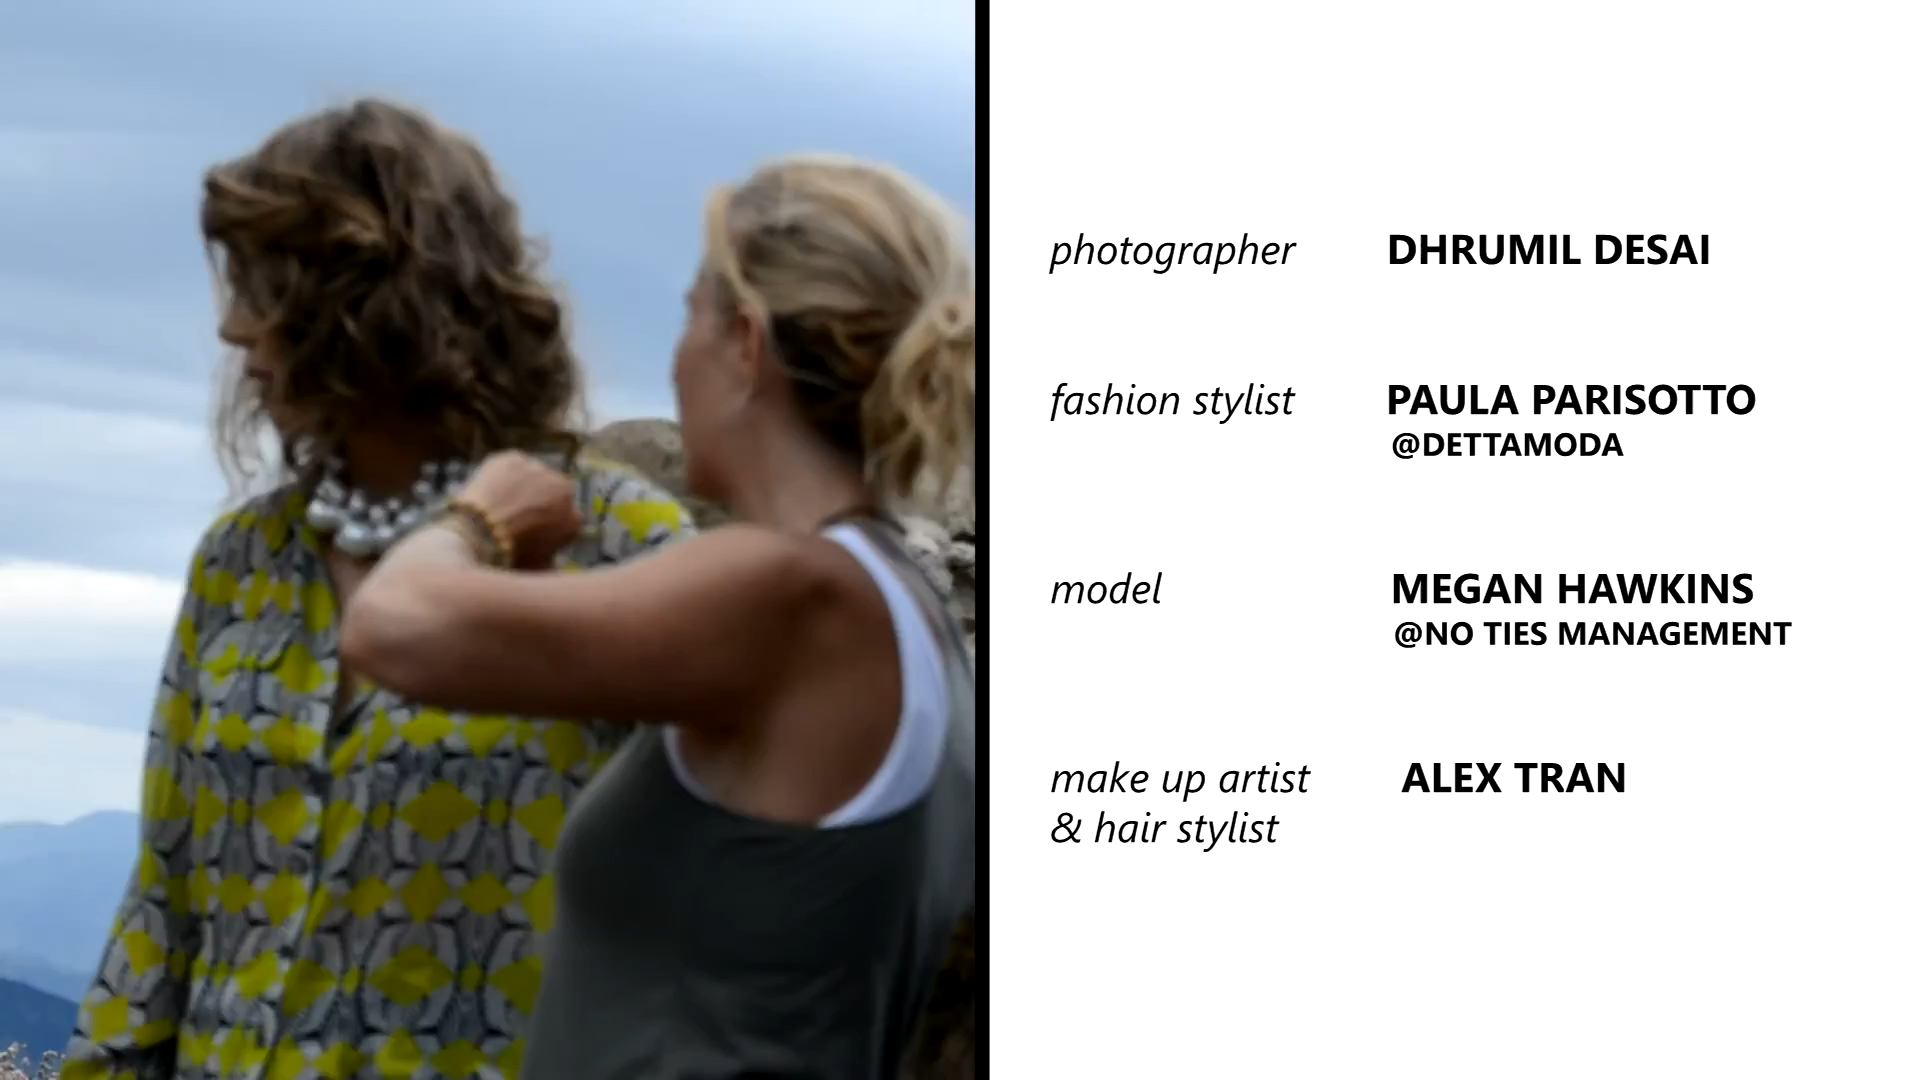 photographer DHRUMIL DESAI
fashion stylist PAULA PARISOTTO
@DETTAMODA
model MEGAN HAWKINS
@NO TIES MANAGEMENT
make up artist ALEX TRAN
& hair stylist